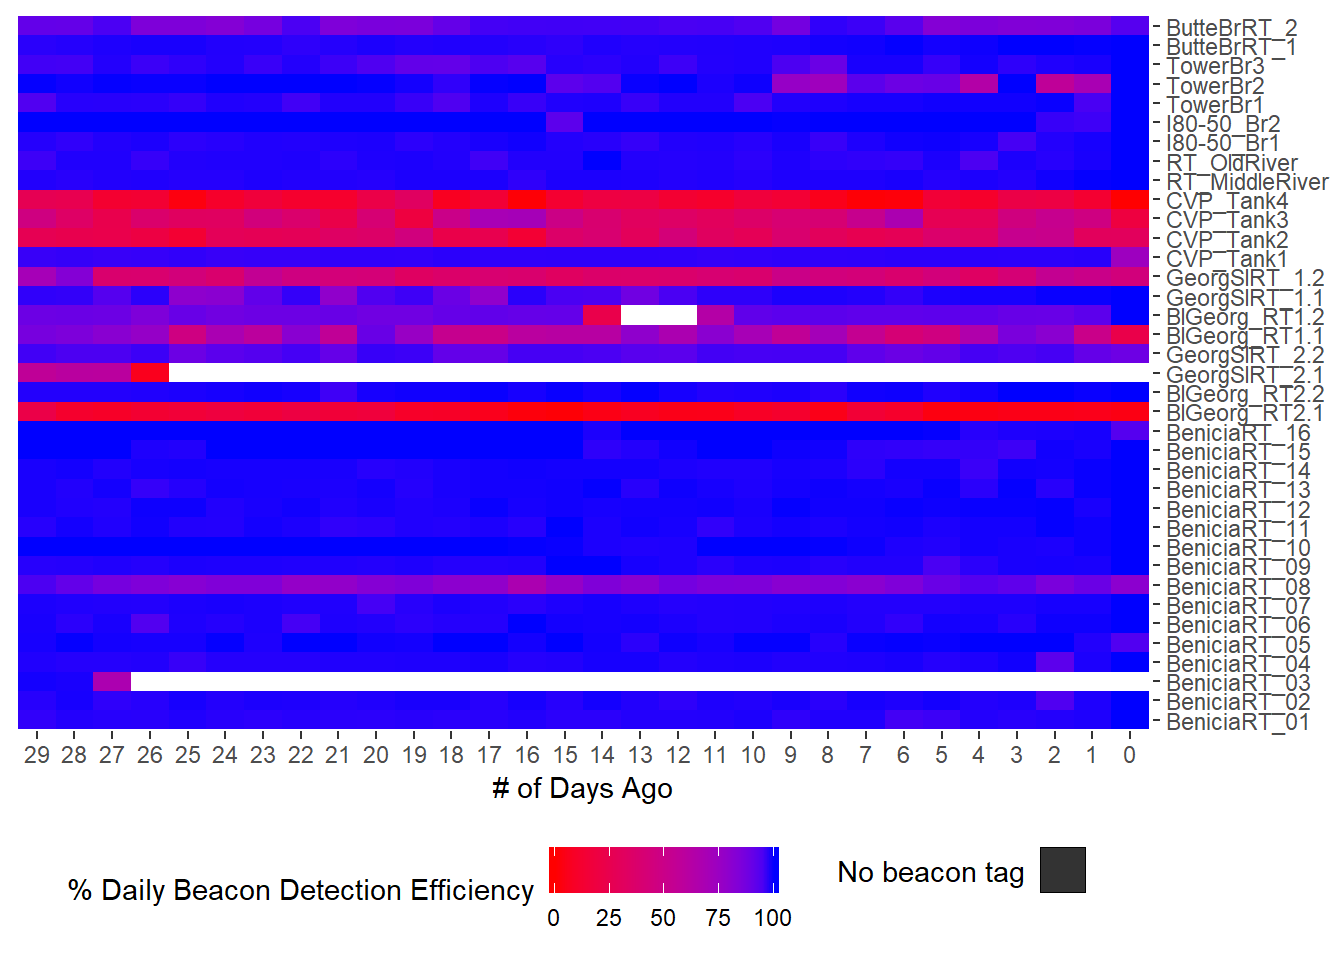 ButteBrRT_2
ButteBrRT_1
TowerBr3
TowerBr2
TowerBr1
I80-50_Br2
I80-50_Br1
RT_OldRiver
RT_MiddleRiver
CVP_Tank4
CVP_Tank3
CVP_Tank2
CVP_Tank1
GeorgSlRT_1.2
GeorgSlRT_1.1
BlGeorg_RT1.2
BlGeorg_RT1.1
GeorgSlRT_2.2
GeorgSlRT_2.1
BlGeorg_RT2.2
BlGeorg_RT2.1
BeniciaRT_16
BeniciaRT_15
BeniciaRT_14
BeniciaRT_13
BeniciaRT_12
BeniciaRT_11
BeniciaRT_10
BeniciaRT_09
BeniciaRT_08
BeniciaRT_07
BeniciaRT_06
BeniciaRT_05
BeniciaRT_04
BeniciaRT_03
BeniciaRT_02
BeniciaRT_01
29 28 27 26 25 24 23 22 21 20 19 18 17 16 15 14 13 12 11 10 9 8 7 6 5 4 3 2 1 0
# of Days Ago
% Daily Beacon Detection Efficiency
0 25 50 75 100
No beacon tag